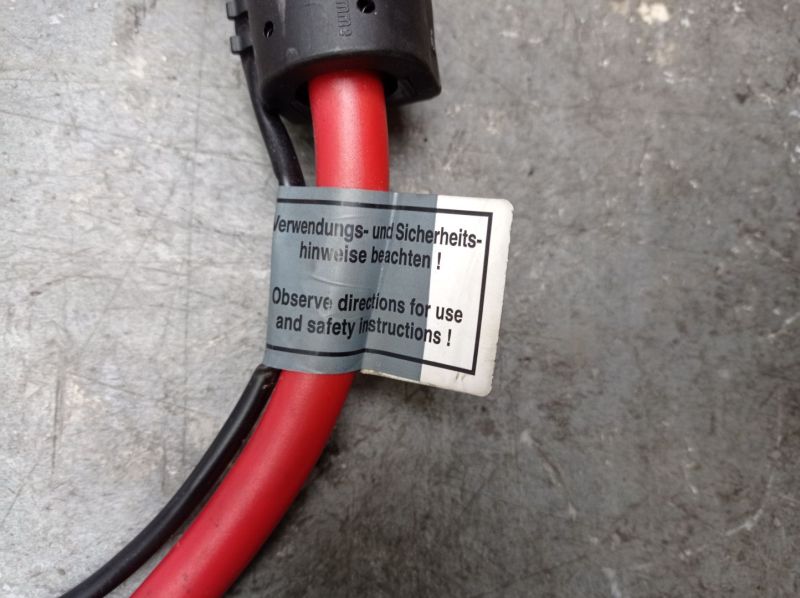 Verwendungs- und Sicherheits-
hinweise beachten !
Observe directions for use
and safety instructions !